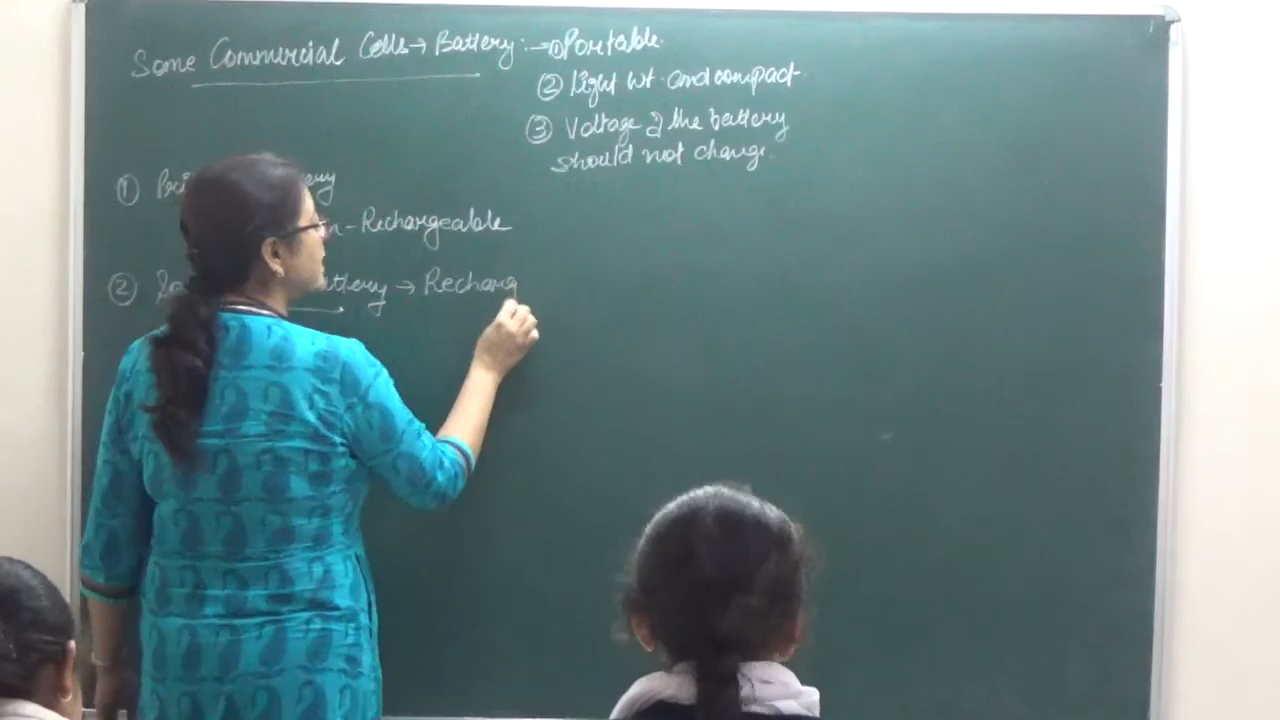 Some Commercial Cells → Battery: → ① Portable.
② Light wt. and compact.
③ Voltage of the battery
should not change.
①
- Rechargeable
② → Recharg